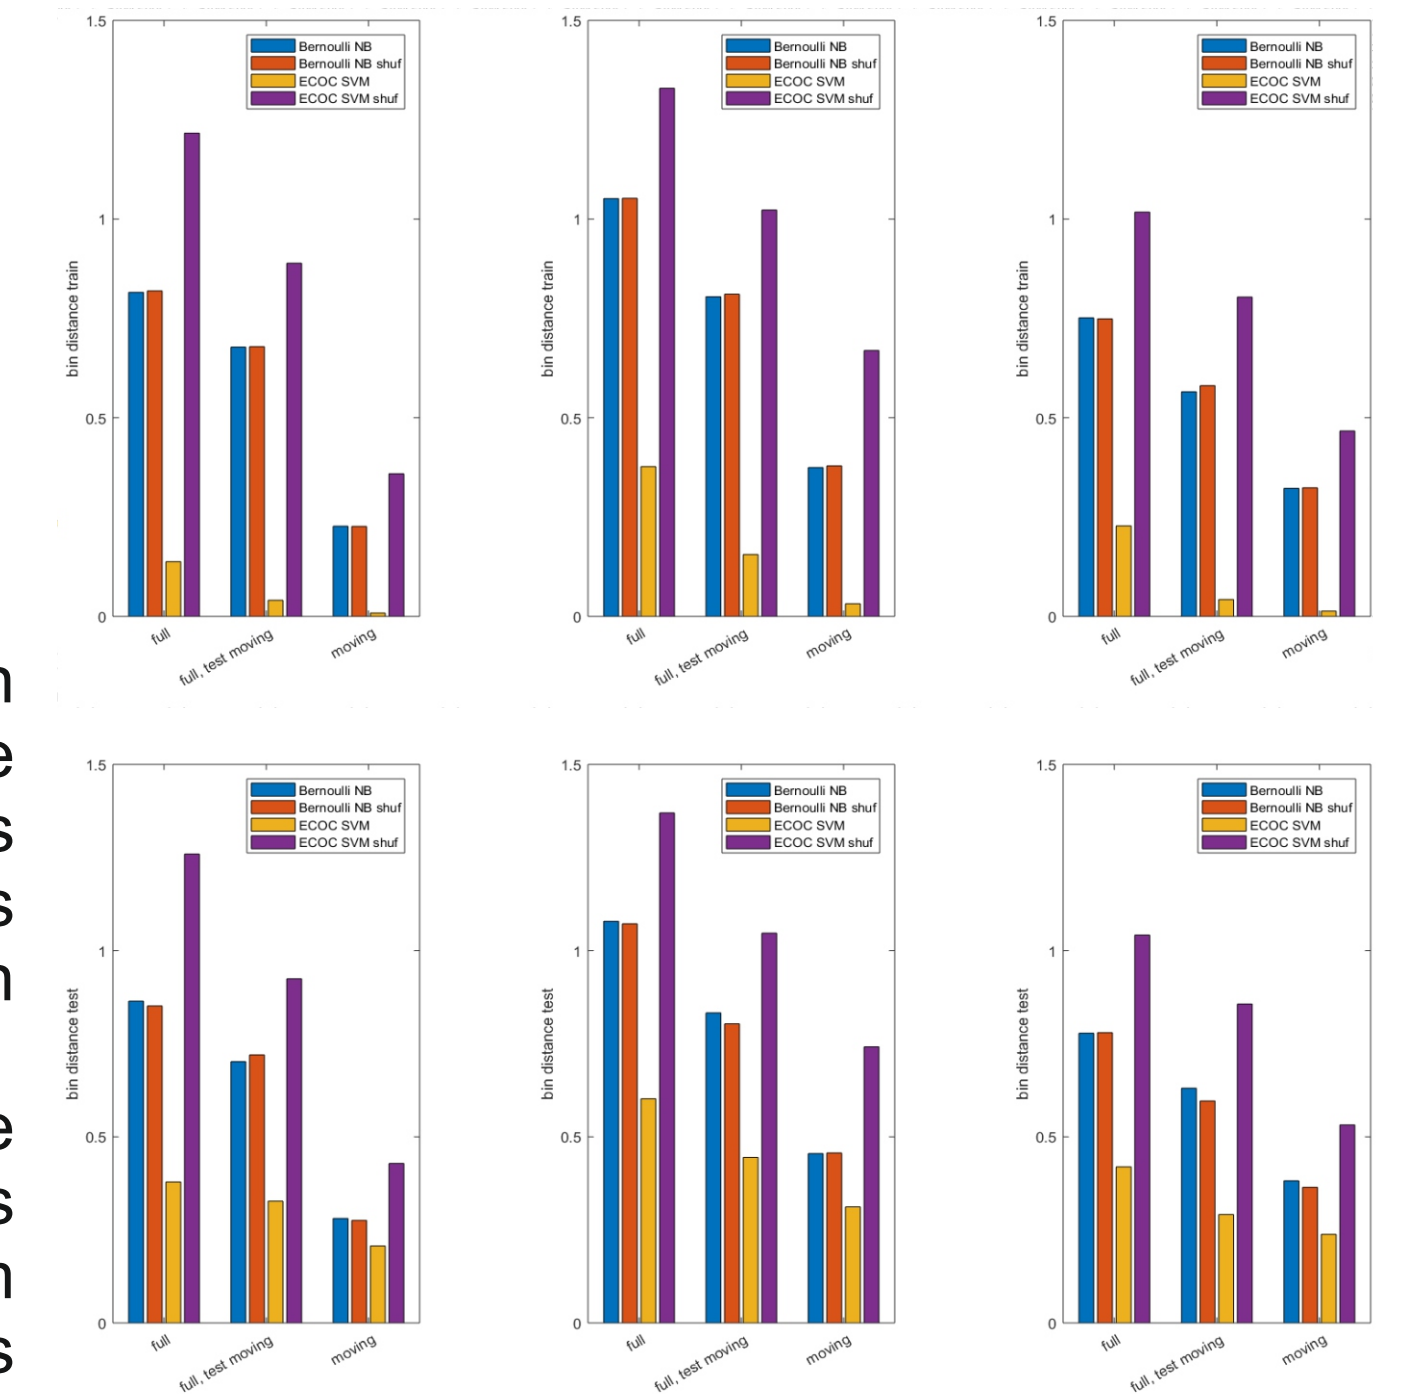 1.5
1
0.5
0
bin distance train
Bernoulli NB
Bernoulli NB shuf
ECOC SVM
ECOC SVM shuf
full
full, test moving
moving
1.5
1
0.5
0
bin distance train
Bernoulli NB
Bernoulli NB shuf
ECOC SVM
ECOC SVM shuf
full
full, test moving
moving
1.5
1
0.5
0
bin distance train
Bernoulli NB
Bernoulli NB shuf
ECOC SVM
ECOC SVM shuf
full
full, test moving
moving
n
e
s
s
n
e
s
n
s
1.5
1
0.5
0
bin distance test
Bernoulli NB
Bernoulli NB shuf
ECOC SVM
ECOC SVM shuf
full
full, test moving
moving
1.5
1
0.5
0
bin distance test
Bernoulli NB
Bernoulli NB shuf
ECOC SVM
ECOC SVM shuf
full
full, test moving
moving
1.5
1
0.5
0
bin distance test
Bernoulli NB
Bernoulli NB shuf
ECOC SVM
ECOC SVM shuf
full
full, test moving
moving